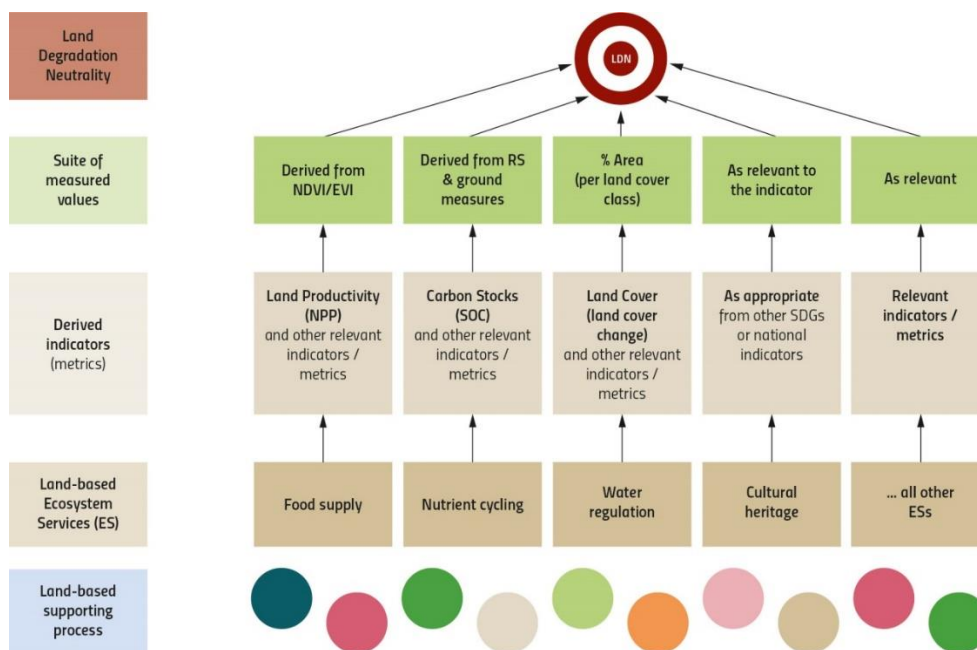 Land
Degradation
Neutrality
LDN
Suite of
measured
values
Derived from
NDVI/EVI
Derived from RS
& ground
measures
% Area
(per land cover
class)
As relevant to
the indicator
As relevant
Derived
indicators
(metrics)
Land Productivity
(NPP)
and other relevant
indicators /
metrics
Carbon Stocks
(SOC)
and other relevant
indicators /
metrics
Land Cover
(land cover
change)
and other relevant
indicators /
metrics
As appropriate
from other SDGs
or national
indicators
Relevant
indicators /
metrics
Land-based
Ecosystem
Services (ES)
Food supply
Nutrient cycling
Water
regulation
Cultural
heritage
... all other
ESs
Land-based
supporting
process